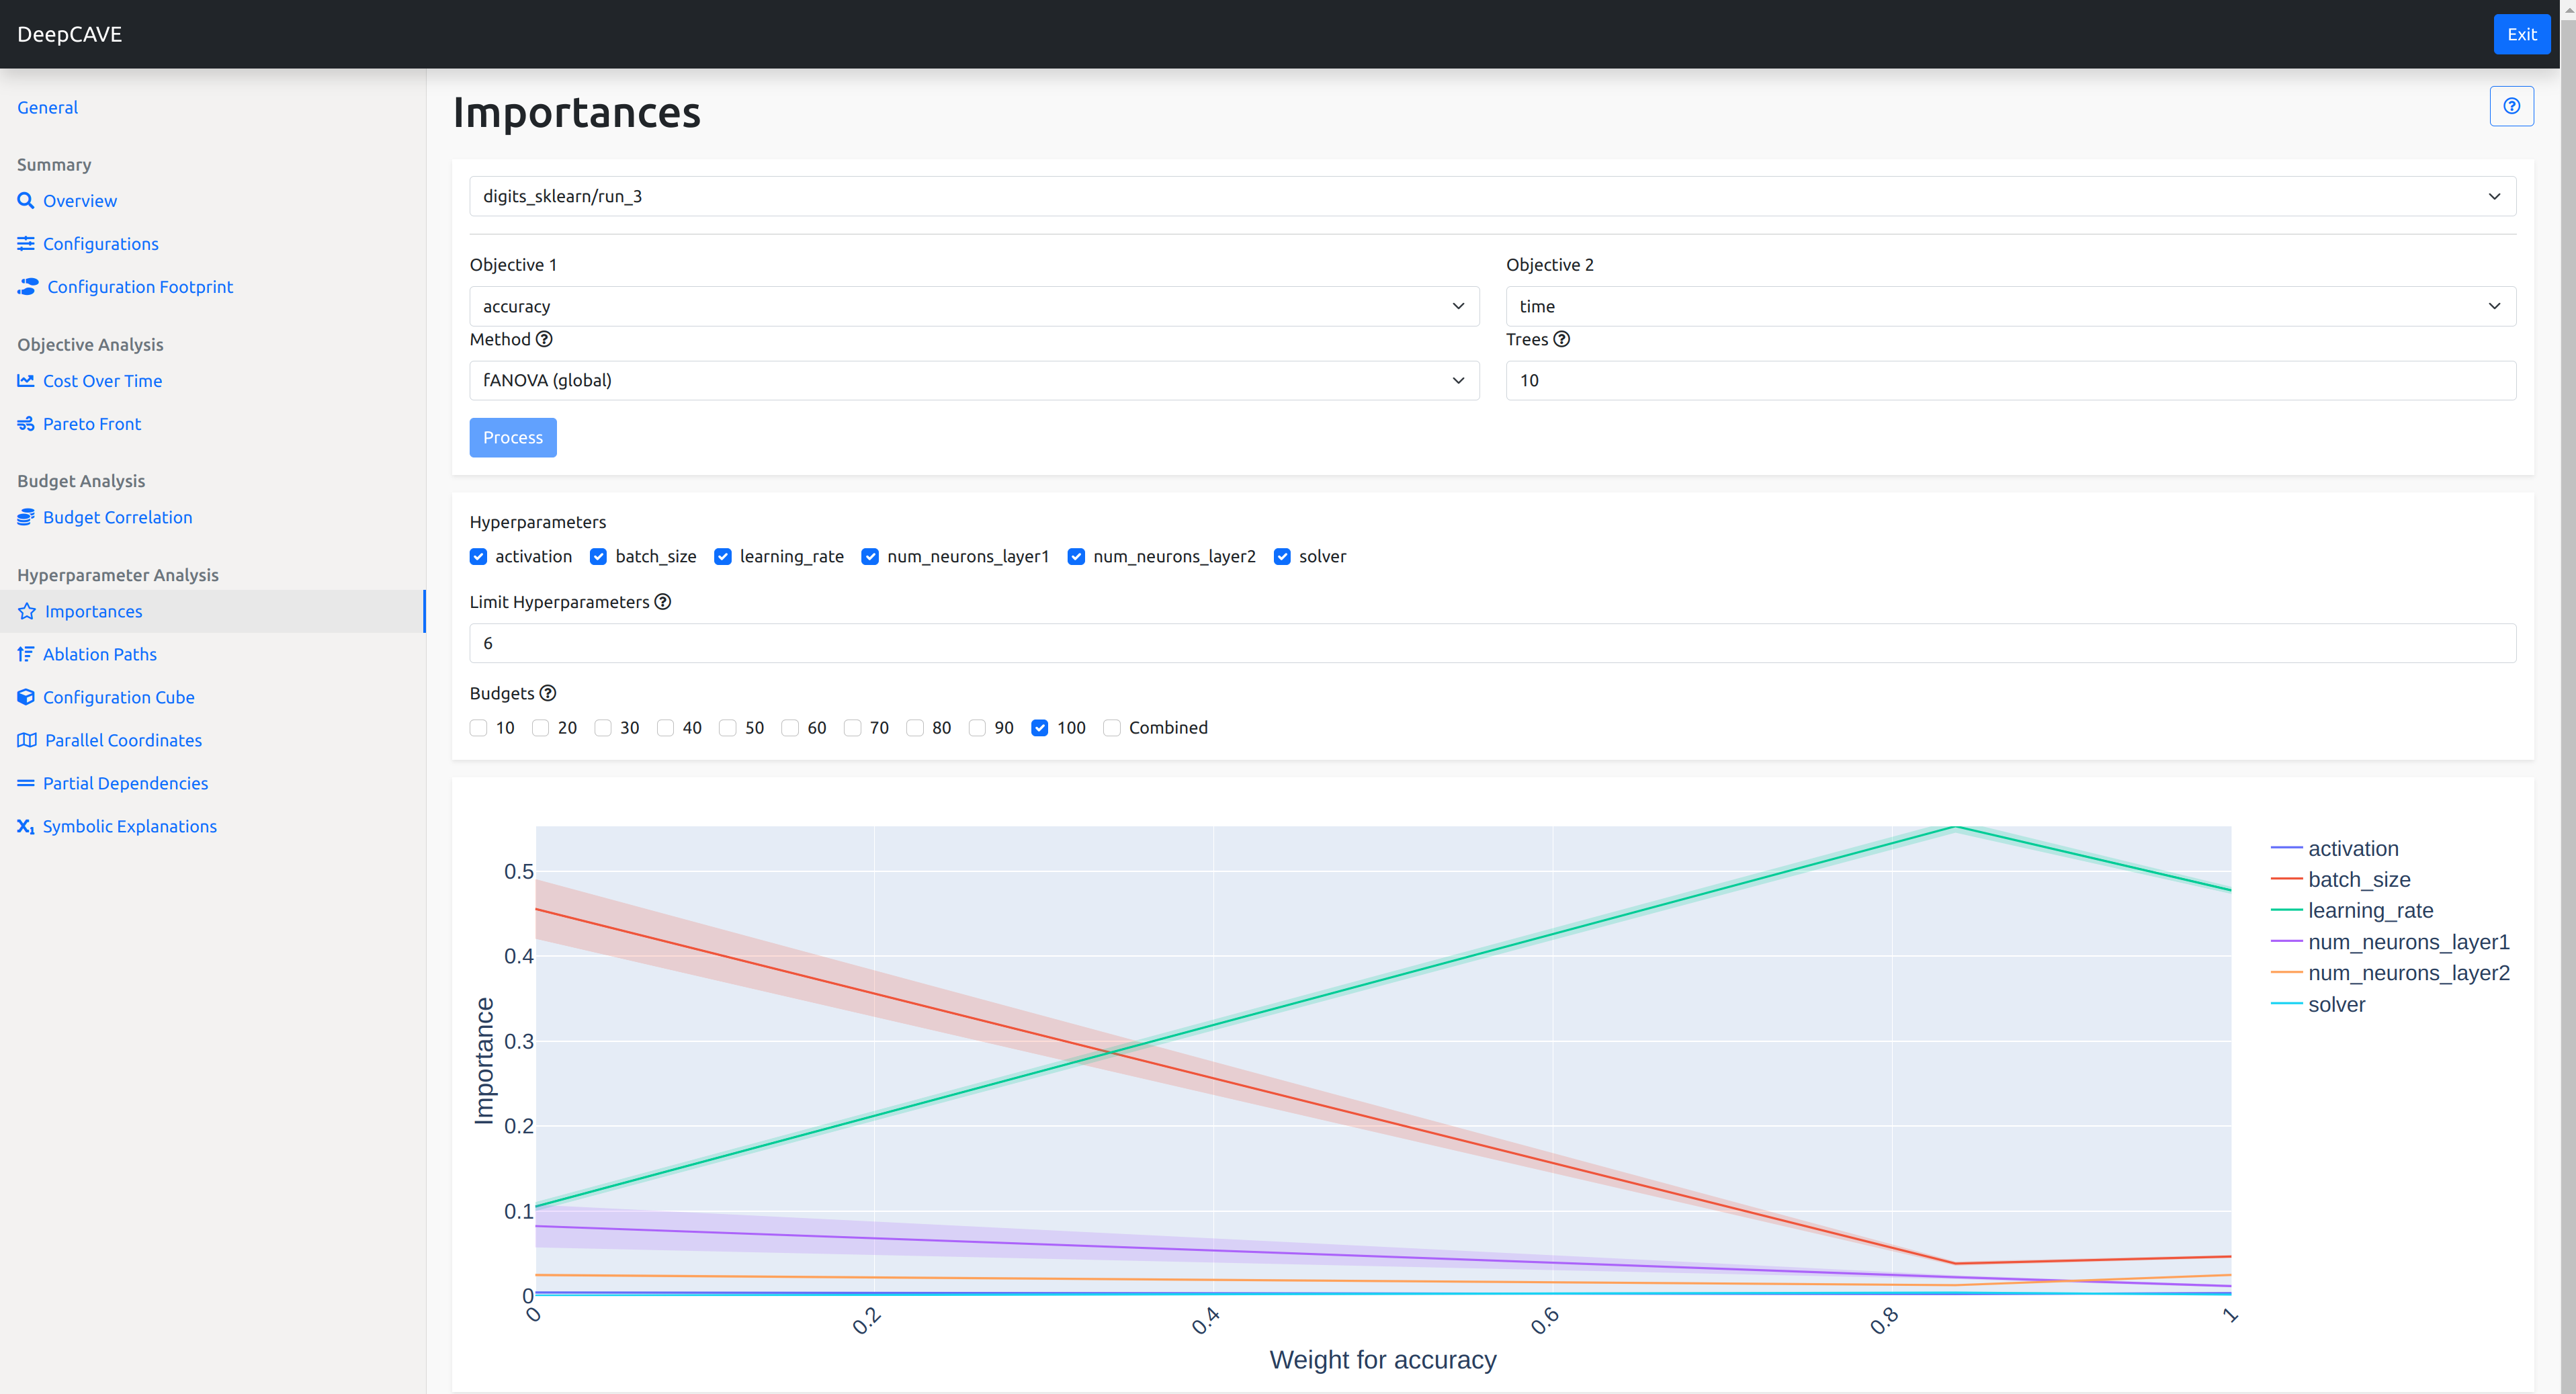 DeepCAVE
Exit
General
Summary
Overview
Configurations
Configuration Footprint
Objective Analysis
Cost Over Time
Pareto Front
Budget Analysis
Budget Correlation
Hyperparameter Analysis
Importances
Ablation Paths
Configuration Cube
Parallel Coordinates
Partial Dependencies
Symbolic Explanations
Importances
digits_sklearn/run_3
Objective 1
Objective 2
accuracy
time
Method
Trees
fANOVA (global)
10
Process
Hyperparameters
activation batch_size learning_rate num_neurons_layer1 num_neurons_layer2 solver
Limit Hyperparameters
6
Budgets
10 20 30 40 50 60 70 80 90 100 Combined
Importance
0.5
0.4
0.3
0.2
0.1
0
0 0.2 0.4 0.6 0.8 1
Weight for accuracy
activation
batch_size
learning_rate
num_neurons_layer1
num_neurons_layer2
solver